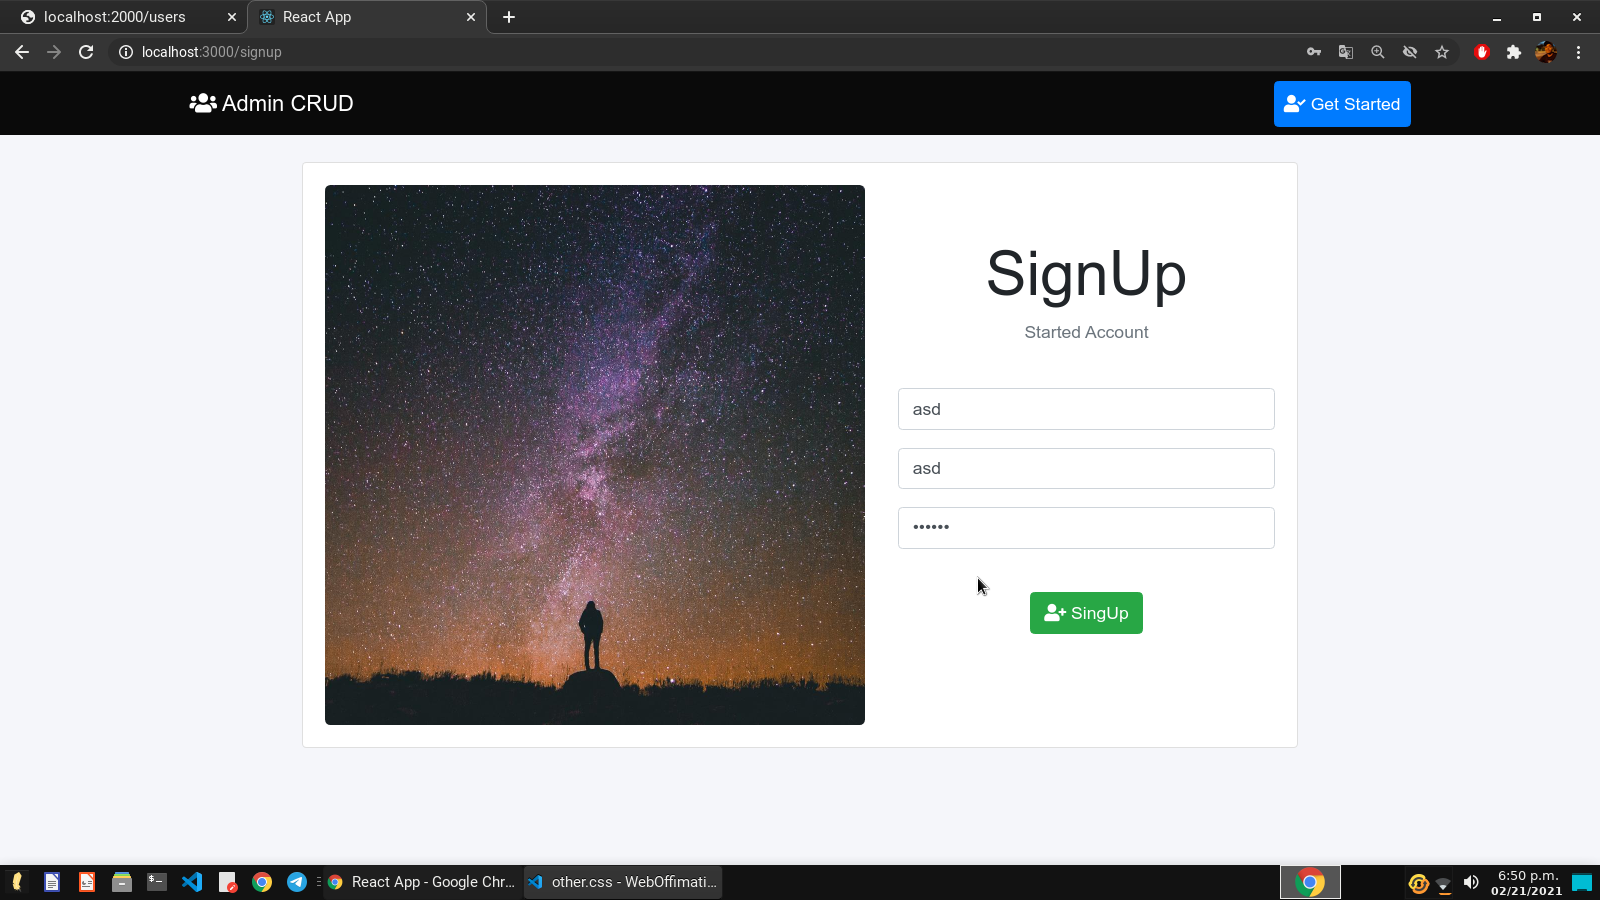 localhost:2000/users
React App
localhost:3000/signup
Admin CRUD
Get Started
SignUp
Started Account
asd
asd
••••••
SingUp
React App - Google Chr...
other.css - WebOffimati...
6:50 p.m.
02/21/2021